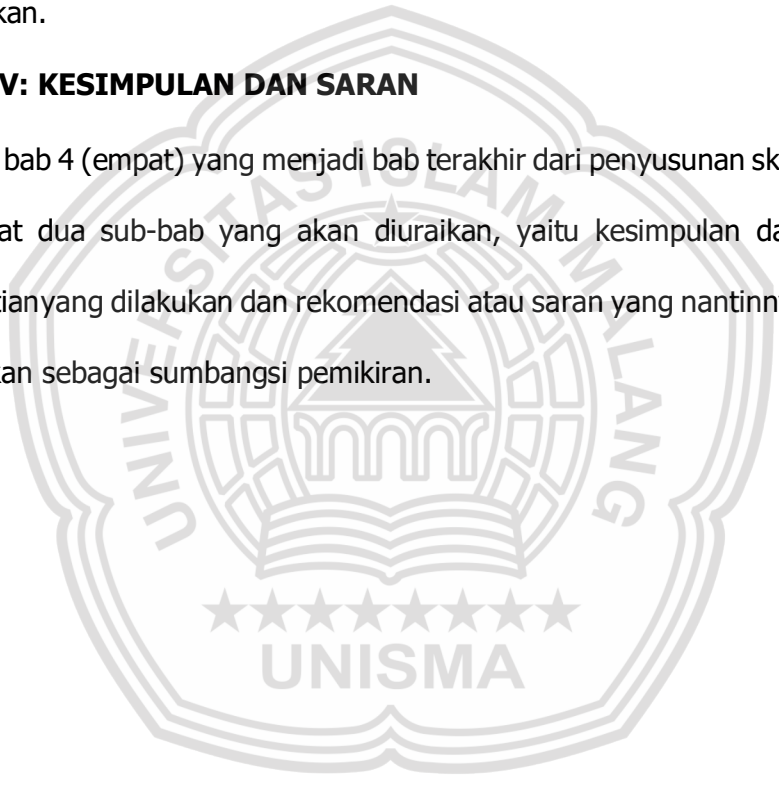 kan.
V: KESIMPULAN DAN SARAN
bab 4 (empat) yang menjadi bab terakhir dari penyusunan sk
at dua sub-bab yang akan diuraikan, yaitu kesimpulan da
tianyang dilakukan dan rekomendasi atau saran yang nantinn
kan sebagai sumbangsi pemikiran.
UNIVERSITAS ISLAM MALANG
UNISMA